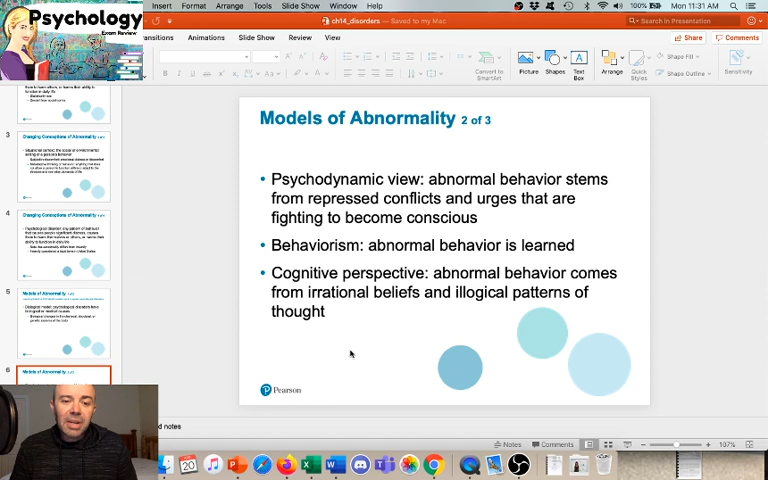 Psychology
Exam Review
Insert Format Arrange Tools Slide Show Window Help
100%
Mon 11:31 AM
ch14_disorders — Saved to my Mac
Search in Presentation
Animations Slide Show Review View
Share
Comments
Convert to
SmartArt
Picture
Shapes
Text
Box
Arrange
Quick
Styles
Shape Fill
Shape Outline
Sensitivity
3
Changing Conceptions of Abnormality
4
Changing Conceptions of Abnormality
5
Models of Abnormality
6
Models of Abnormality
Models of Abnormality 2 of 3
• Psychodynamic view: abnormal behavior stems
from repressed conflicts and urges that are
fighting to become conscious
• Behaviorism: abnormal behavior is learned
• Cognitive perspective: abnormal behavior comes
from irrational beliefs and illogical patterns of
thought
Pearson
d notes
Notes
Comments
107%
20